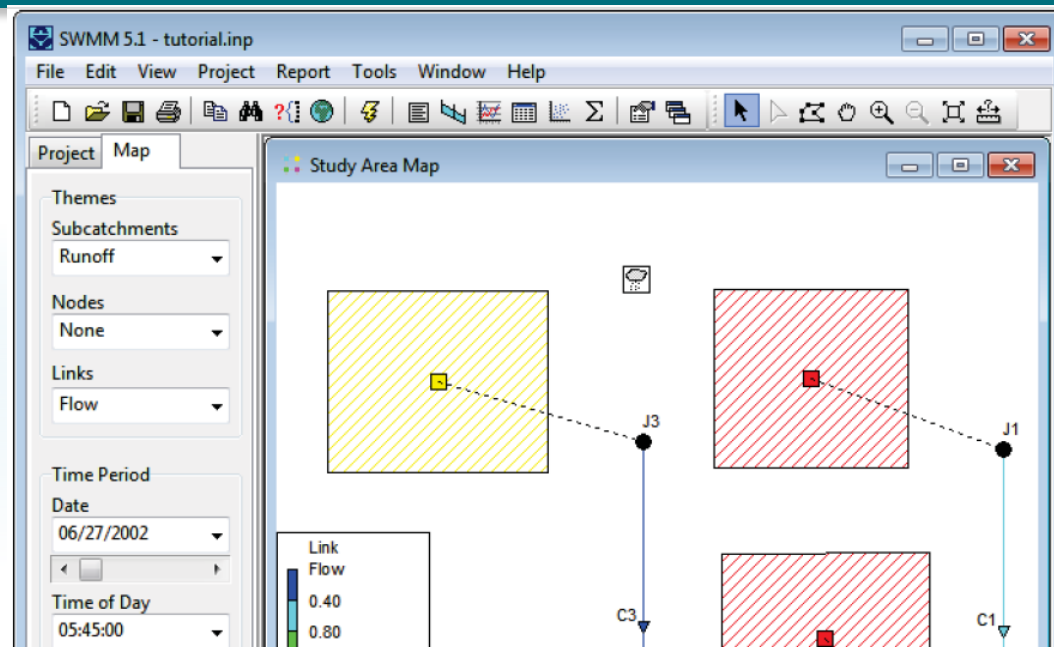 SWMM 5.1 - tutorial.inp
File Edit View Project Report Tools Window Help
Project Map
Themes
Subcatchments
Runoff
Nodes
None
Links
Flow
Time Period
Date
06/27/2002
Time of Day
05:45:00
Study Area Map
J3
J1
Link
Flow
0.40
0.80
C3
C1